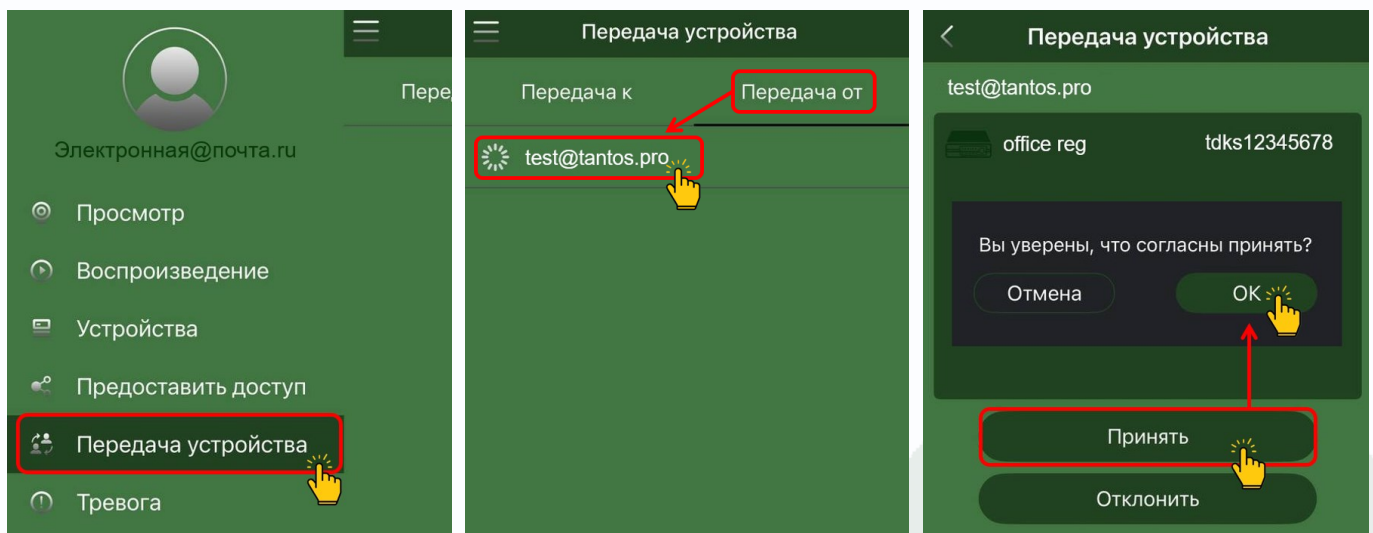 Электронная@почта.ru
Просмотр
Воспроизведение
Устройства
Предоставить доступ
Передача устройства
Тревога
Пере
Передача устройства
Передача к
Передача от
test@tantos.pro
Передача устройства
test@tantos.pro
office reg tdks12345678
Вы уверены, что согласны принять?
Отмена OK
Принять
Отклонить